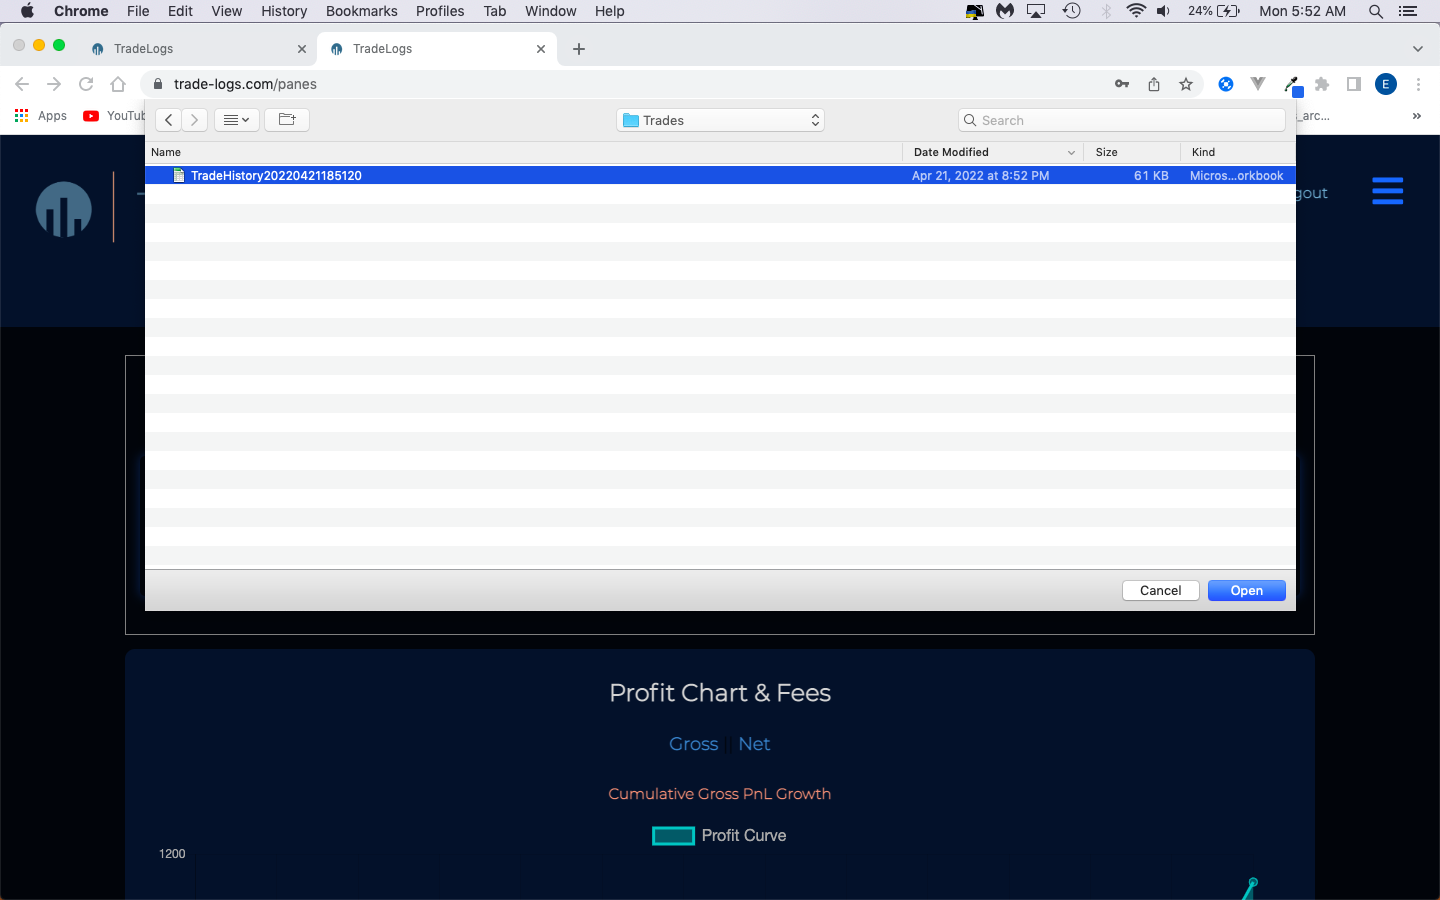 Chrome File Edit View History Bookmarks Profiles Tab Window Help 24% Mon 5:52 AM
TradeLogs TradeLogs
trade-logs.com/panes E
Apps YouTub s_arc... »
Trades Search
Name Date Modified Size Kind
TradeHistory20220421185120 Apr 21, 2022 at 8:52 PM 61 KB Micros...orkbook
gout
Cancel Open
Profit Chart & Fees
Gross || Net
Cumulative Gross PnL Growth
Profit Curve
1200